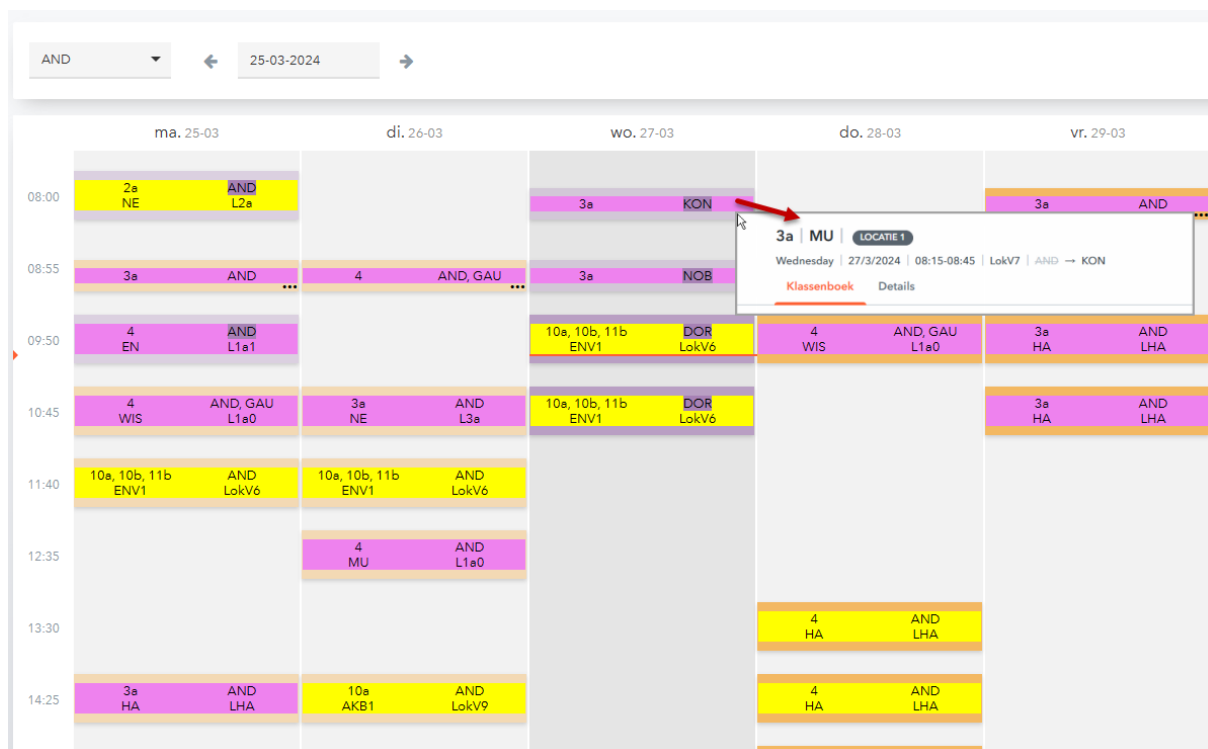 AND 25-03-2024
ma. 25-03 di. 26-03 wo. 27-03 do. 28-03 vr. 29-03
08:00
2a AND
NE L2a
3a KON
3a AND
3a | MU | LOCATIE 1
Wednesday | 27/3/2024 | 08:15-08:45 | LokV7 | AND → KON
Klassenboek Details
08:55
3a AND
4 AND, GAU
3a NOB
09:50
4 AND
EN L1a1
10a, 10b, 11b DOR
ENV1 LokV6
4 AND, GAU
WIS L1a0
3a AND
HA LHA
10:45
4 AND, GAU
WIS L1a0
3a AND
NE L3a
10a, 10b, 11b DOR
ENV1 LokV6
3a AND
HA LHA
11:40
10a, 10b, 11b AND
ENV1 LokV6
10a, 10b, 11b AND
ENV1 LokV6
12:35
4 AND
MU L1a0
13:30
4 AND
HA LHA
14:25
3a AND
HA LHA
10a AND
AKB1 LokV9
4 AND
HA LHA